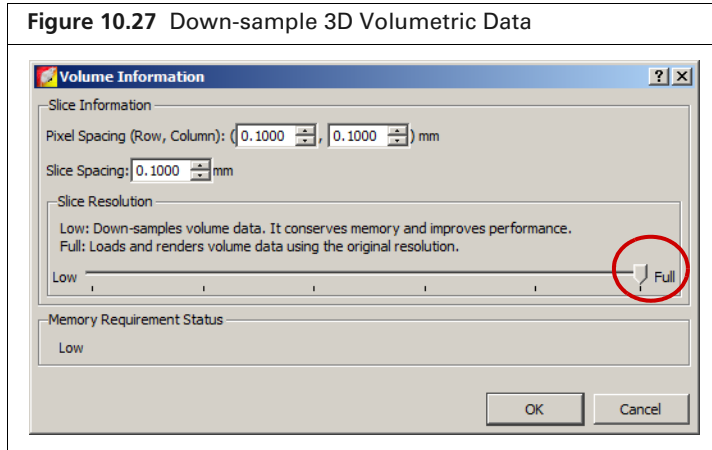 Figure 10.27 Down-sample 3D Volumetric Data
Volume Information
Slice Information
Pixel Spacing (Row, Column): ( 0.1000 , 0.1000 ) mm
Slice Spacing: 0.1000 mm
Slice Resolution
Low: Down-samples volume data. It conserves memory and improves performance.
Full: Loads and renders volume data using the original resolution.
Low Full
Memory Requirement Status
Low
OK Cancel